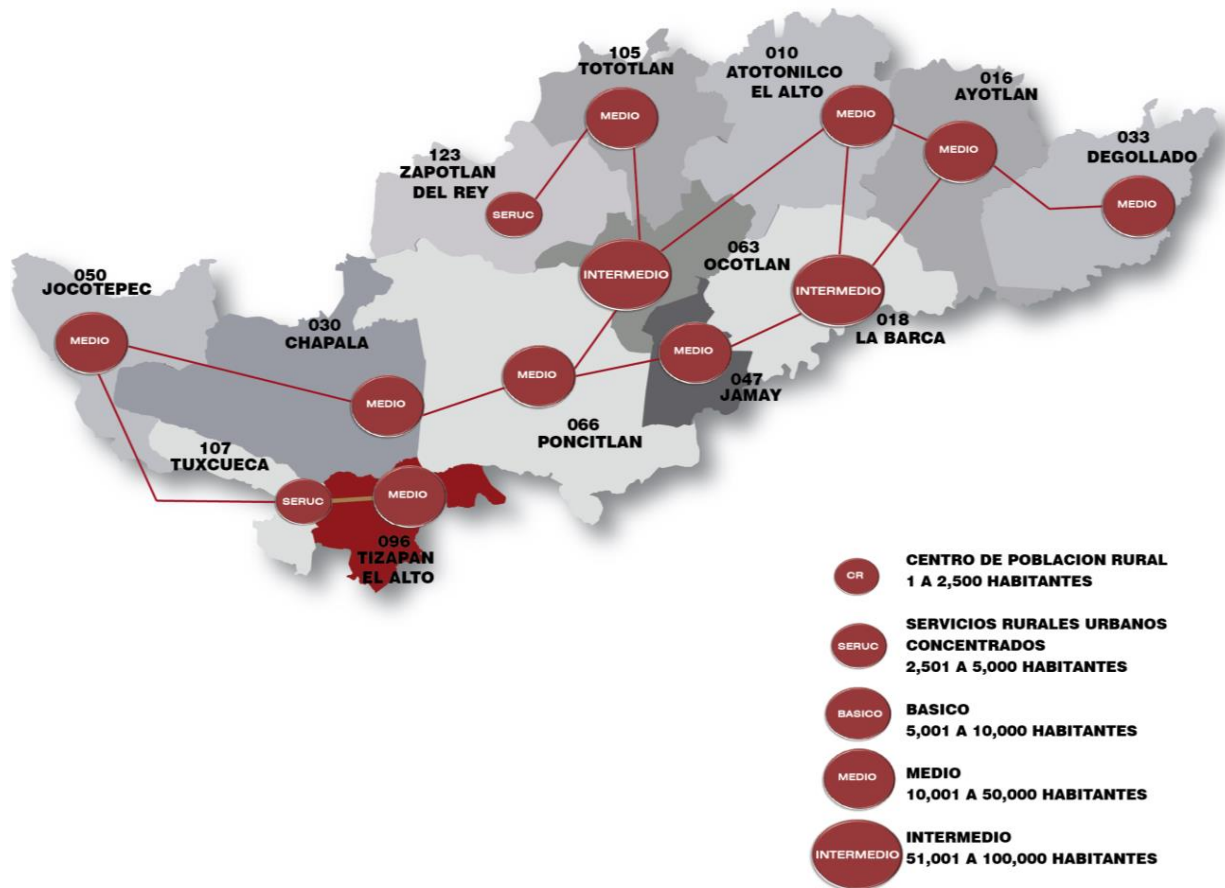 105
TOTOTLAN
MEDIO
010
ATOTONILCO
EL ALTO
MEDIO
016
AYOTLAN
MEDIO
033
DEGOLLADO
MEDIO
123
ZAPOTLAN
DEL REY
SERUC
063
OCOTLAN
INTERMEDIO
INTERMEDIO
018
LA BARCA
050
JOCOTEPEC
MEDIO
030
CHAPALA
MEDIO
MEDIO
066
PONCITLAN
MEDIO
047
JAMAY
107
TUXCUECA
SERUC
MEDIO
096
TIZAPAN
EL ALTO
CR
CENTRO DE POBLACION RURAL
1 A 2,500 HABITANTES
SERUC
SERVICIOS RURALES URBANOS
CONCENTRADOS
2,501 A 5,000 HABITANTES
BASICO
BASICO
5,001 A 10,000 HABITANTES
MEDIO
MEDIO
10,001 A 50,000 HABITANTES
INTERMEDIO
INTERMEDIO
51,001 A 100,000 HABITANTES